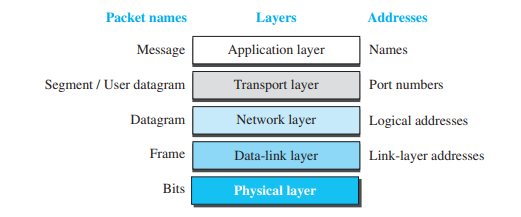 Packet names Layers Addresses
Message Application layer Names
Segment / User datagram Transport layer Port numbers
Datagram Network layer Logical addresses
Frame Data-link layer Link-layer addresses
Bits Physical layer